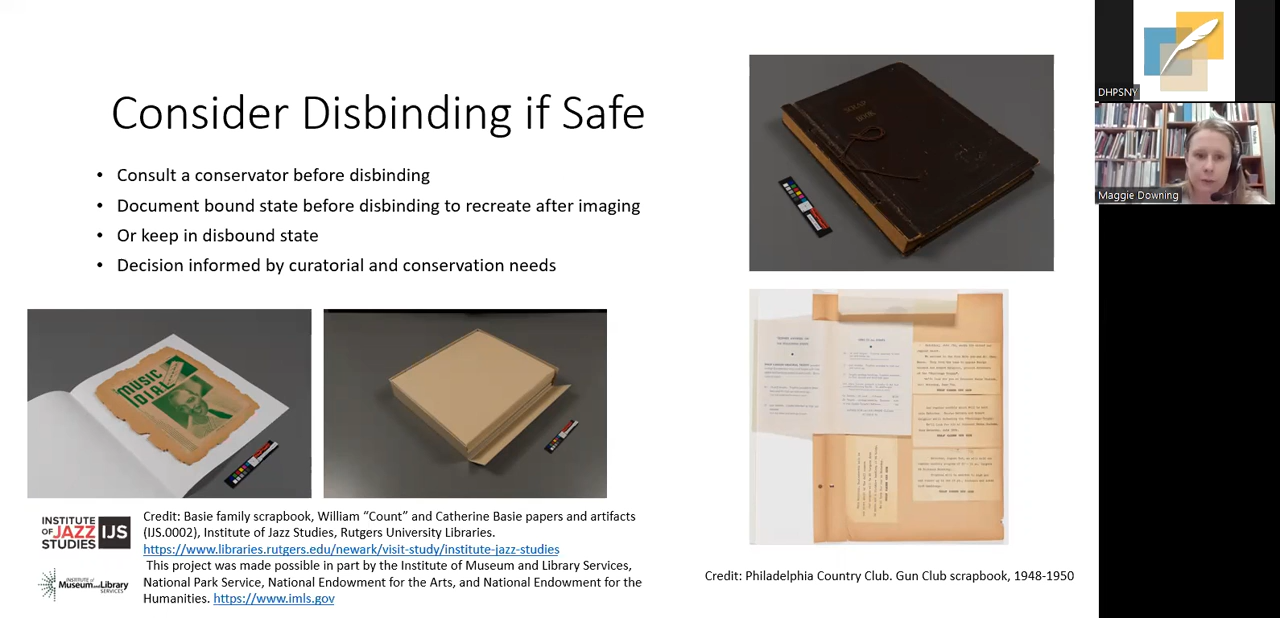 Consider Disbinding if Safe
• Consult a conservator before disbinding
• Document bound state before disbinding to recreate after imaging
• Or keep in disbound state
• Decision informed by curatorial and conservation needs
SCRAP
BOOK
MUSIC
DIAL
INSTITUTE
OF JAZZ
STUDIES
IJS
Credit: Basie family scrapbook, William “Count” and Catherine Basie papers and artifacts
(IJS.0002), Institute of Jazz Studies, Rutgers University Libraries.
https://www.libraries.rutgers.edu/newark/visit-study/institute-jazz-studies
This project was made possible in part by the Institute of Museum and Library Services,
National Park Service, National Endowment for the Arts, and National Endowment for the
Humanities. https://www.imls.gov
INSTITUTE of
Museum and Library
SERVICES
Credit: Philadelphia Country Club. Gun Club scrapbook, 1948-1950
DHPSNY
Maggie Downing